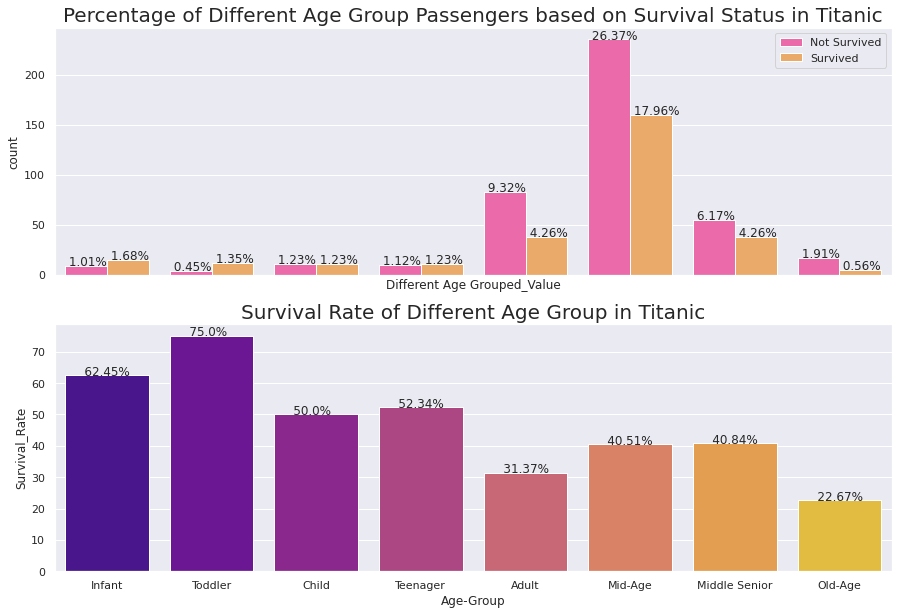 Percentage of Different Age Group Passengers based on Survival Status in Titanic
Not Survived
Survived
count
200
150
100
50
0
1.01% 1.68% 0.45% 1.35% 1.23% 1.23% 1.12% 1.23% 9.32% 4.26% 26.37% 17.96% 6.17% 4.26% 1.91% 0.56%
Different Age Grouped_Value
Survival Rate of Different Age Group in Titanic
Survival_Rate
70
60
50
40
30
20
10
0
62.45% 75.0% 50.0% 52.34% 31.37% 40.51% 40.84% 22.67%
Infant Toddler Child Teenager Adult Mid-Age Middle Senior Old-Age
Age-Group